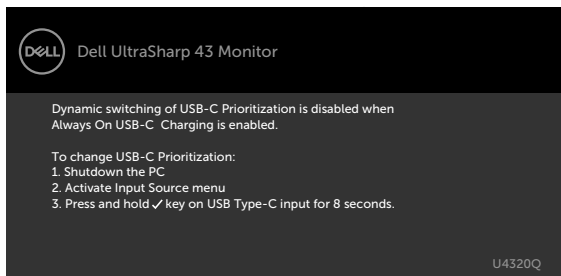 DELL
Dell UltraSharp 43 Monitor
Dynamic switching of USB-C Prioritization is disabled when
Always On USB-C Charging is enabled.
To change USB-C Prioritization:
1. Shutdown the PC
2. Activate Input Source menu
3. Press and hold ✓ key on USB Type-C input for 8 seconds.
U4320Q